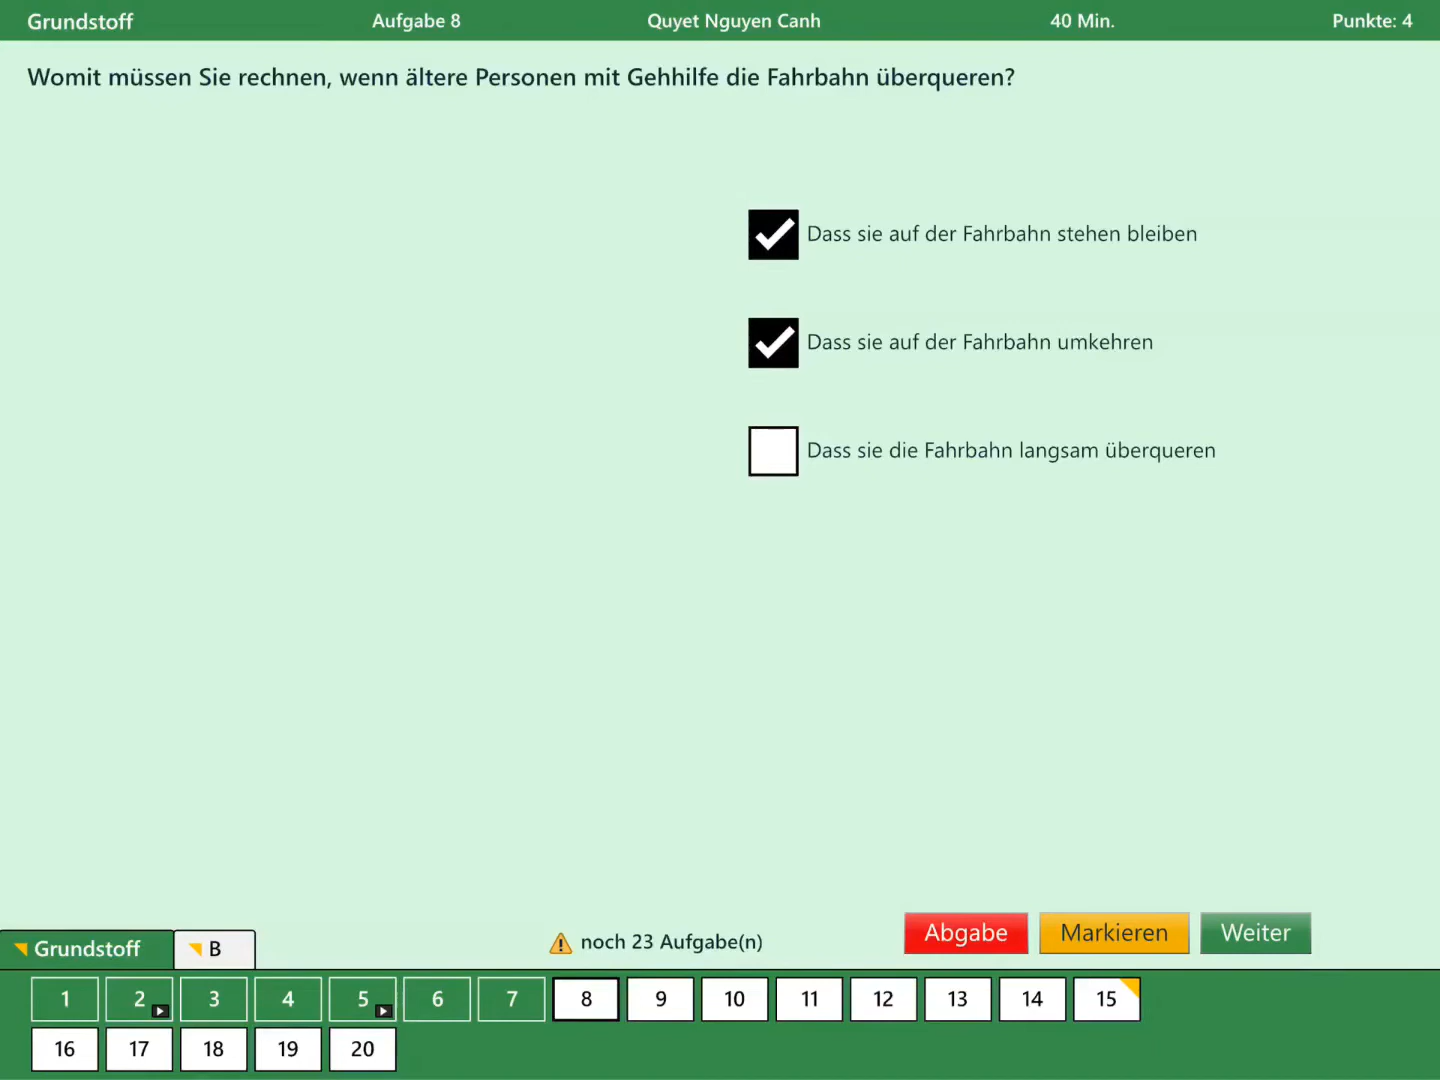 Grundstoff Aufgabe 8 Quyet Nguyen Canh 40 Min. Punkte: 4
Womit müssen Sie rechnen, wenn ältere Personen mit Gehhilfe die Fahrbahn überqueren?
Dass sie auf der Fahrbahn stehen bleiben
Dass sie auf der Fahrbahn umkehren
Dass sie die Fahrbahn langsam überqueren
Grundstoff B noch 23 Aufgabe(n) Abgabe Markieren Weiter
1 2 3 4 5 6 7 8 9 10 11 12 13 14 15
16 17 18 19 20